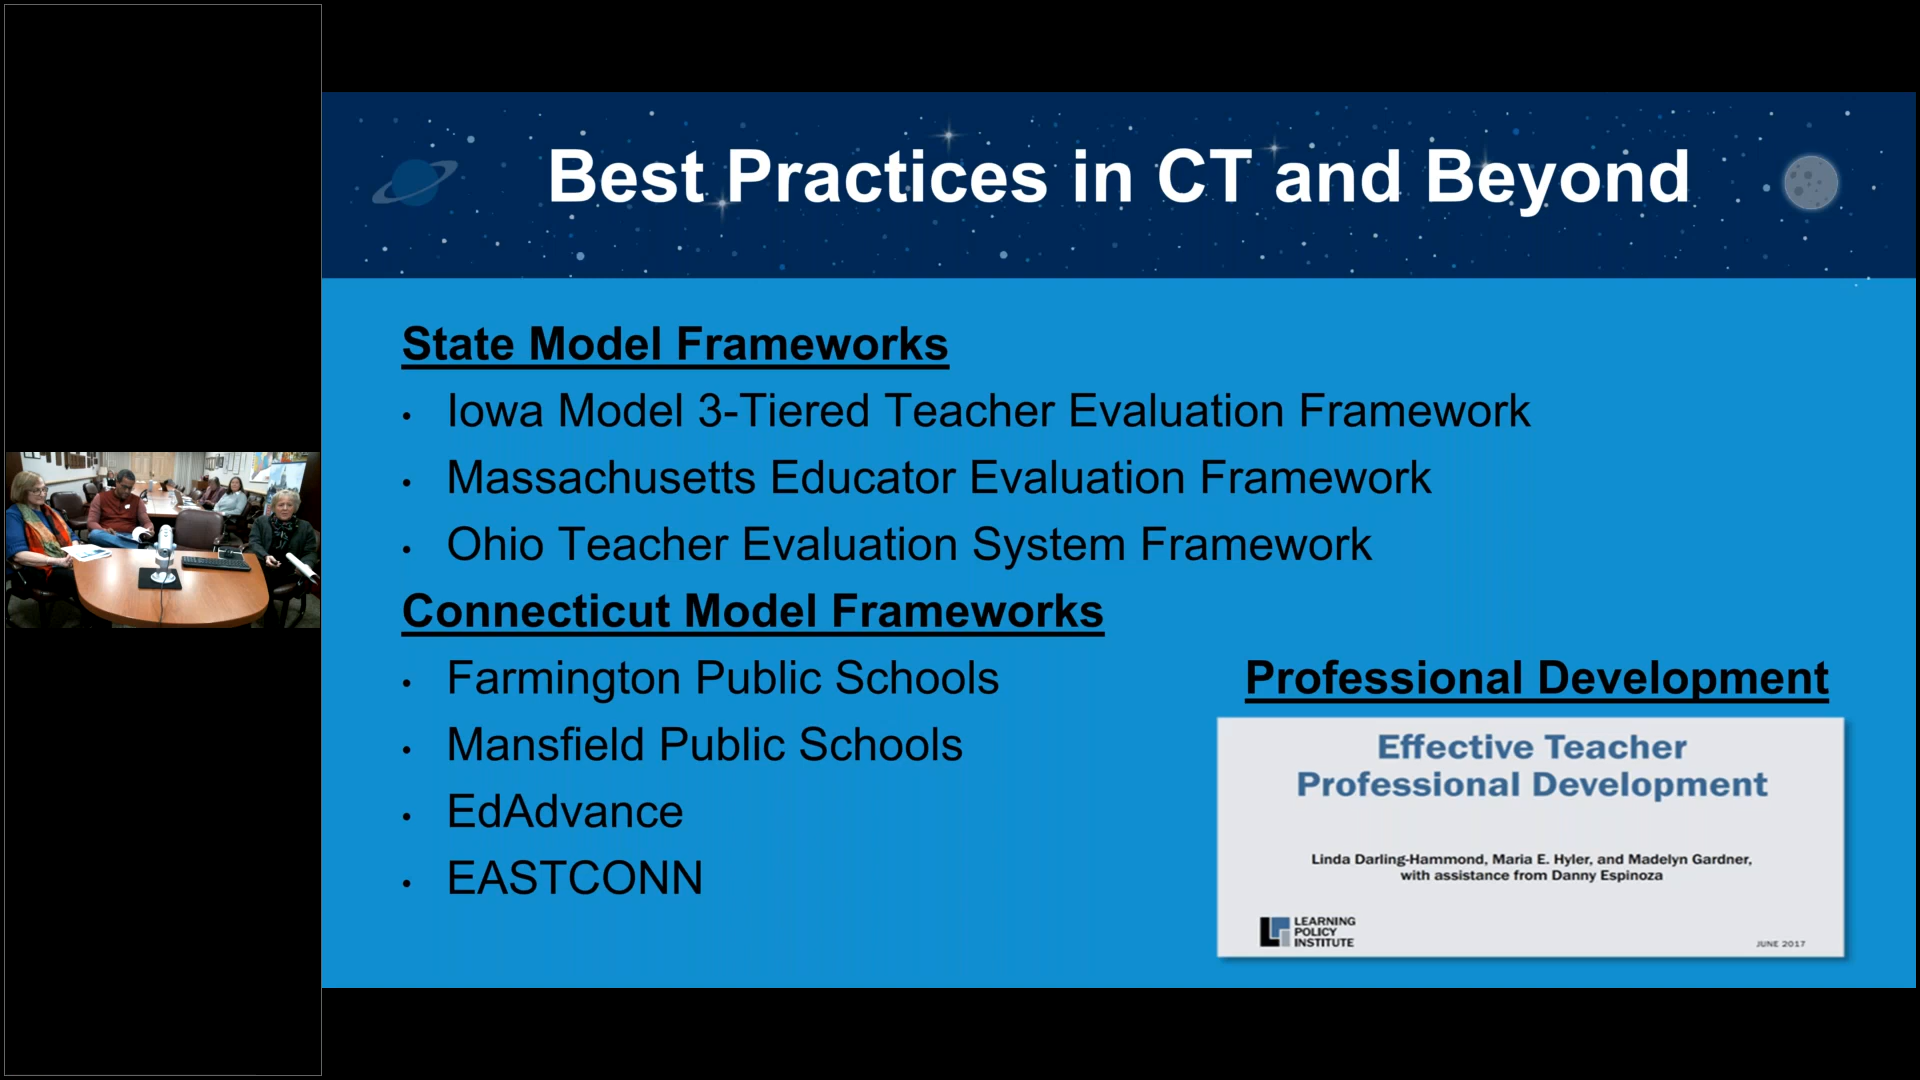 Best Practices in CT and Beyond
State Model Frameworks
• Iowa Model 3-Tiered Teacher Evaluation Framework
• Massachusetts Educator Evaluation Framework
• Ohio Teacher Evaluation System Framework
Connecticut Model Frameworks
• Farmington Public Schools
• Mansfield Public Schools
• EdAdvance
• EASTCONN
Professional Development
Effective Teacher
Professional Development
Linda Darling-Hammond, Maria E. Hyler, and Madelyn Gardner,
with assistance from Danny Espinoza
LEARNING
POLICY
INSTITUTE
JUNE 2017